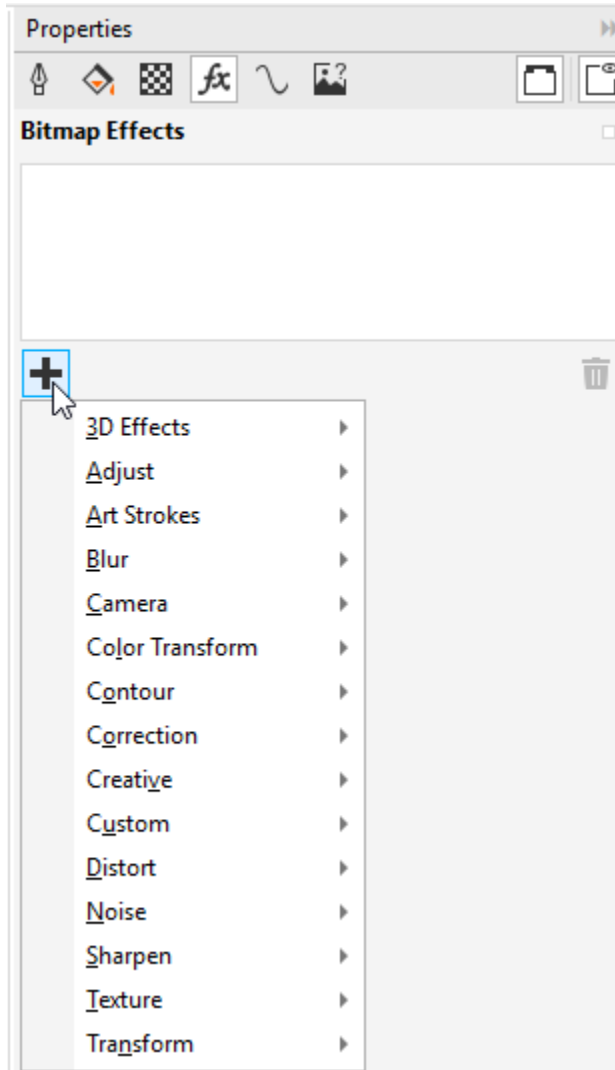 Properties
fx
?
Bitmap Effects
3D Effects
Adjust
Art Strokes
Blur
Camera
Color Transform
Contour
Correction
Creative
Custom
Distort
Noise
Sharpen
Texture
Transform